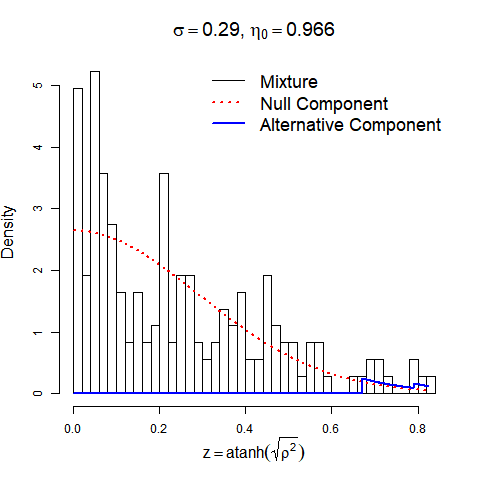 σ = 0.29, η₀ = 0.966
Mixture
Null Component
Alternative Component
Density
5
4
3
2
1
0
0.0 0.2 0.4 0.6 0.8
z = atanh(√ρ²)